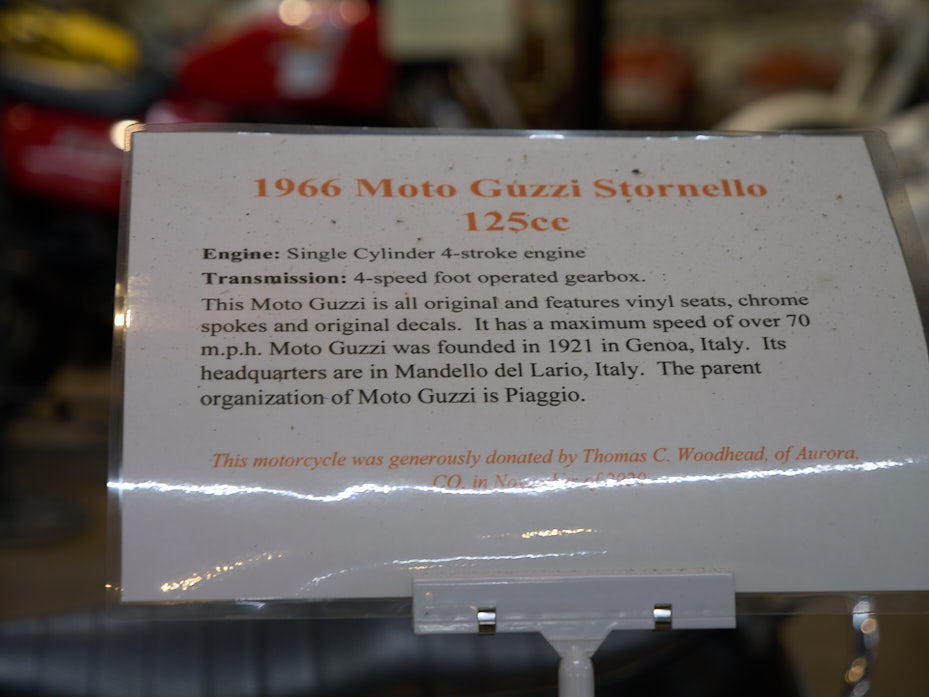 1966 Moto Guzzi Stornello
125cc
Engine: Single Cylinder 4-stroke engine
Transmission: 4-speed foot operated gearbox.
This Moto Guzzi is all original and features vinyl seats, chrome
spokes and original decals. It has a maximum speed of over 70
m.p.h. Moto Guzzi was founded in 1921 in Genoa, Italy. Its
headquarters are in Mandello del Lario, Italy. The parent
organization of Moto Guzzi is Piaggio.
This motorcycle was generously donated by Thomas C. Woodhead, of Aurora,
CO, in November of